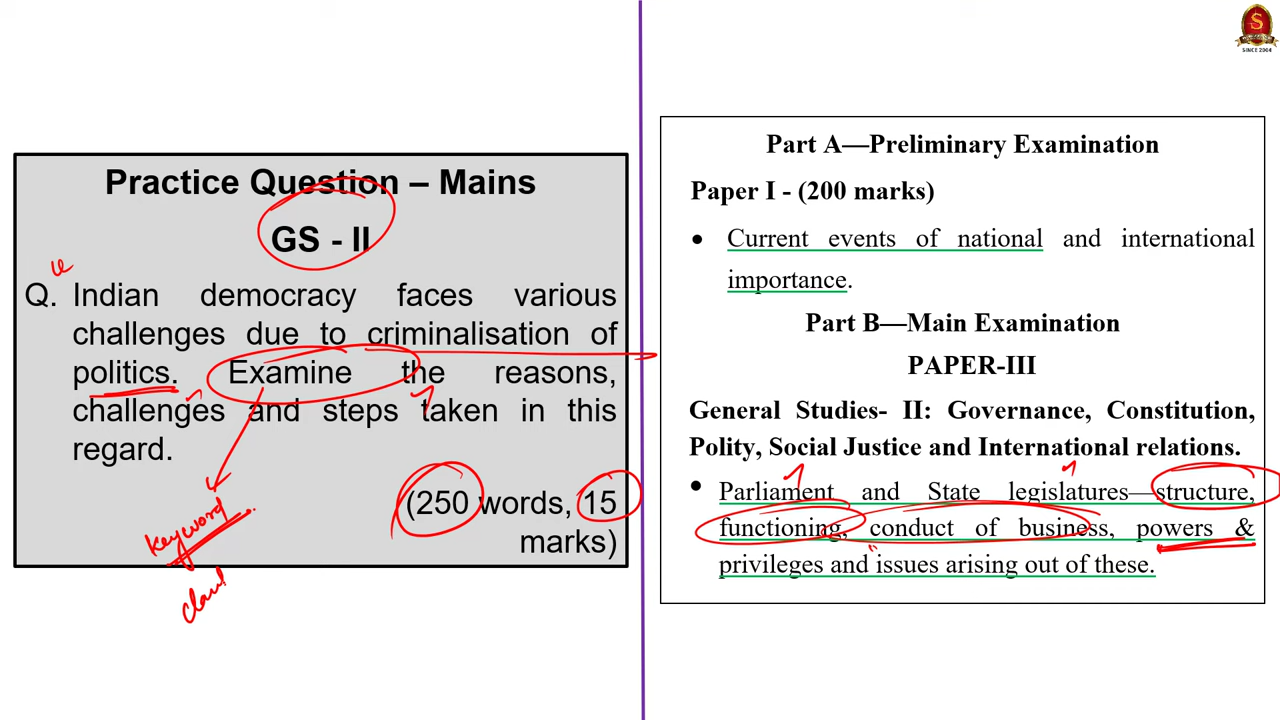 Practice Question – Mains
GS - II
Q. Indian democracy faces various
challenges due to criminalisation of
politics. Examine the reasons,
challenges and steps taken in this
regard.
(250 words, 15
marks)
keyword
S
SINCE 2004
Part A—Preliminary Examination
Paper I - (200 marks)
• Current events of national and international
importance.
Part B—Main Examination
PAPER-III
General Studies- II: Governance, Constitution,
Polity, Social Justice and International relations.
• Parliament and State legislatures—structure,
functioning, conduct of business, powers &
privileges and issues arising out of these.